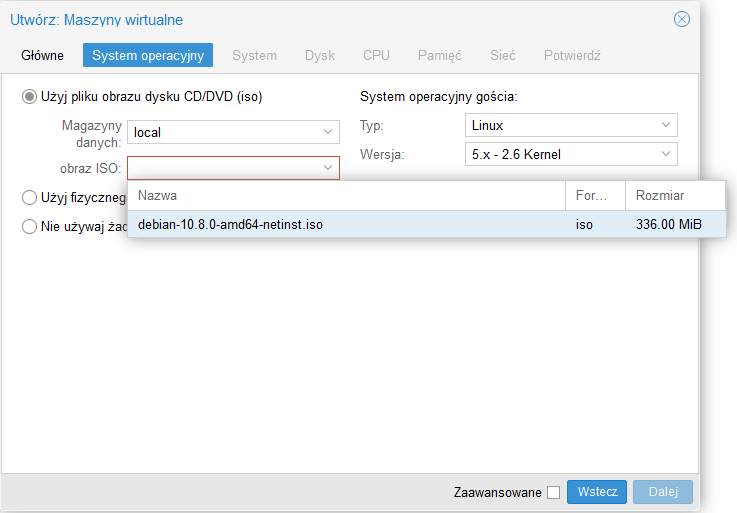 Utwórz: Maszyny wirtualne
Główne System operacyjny System Dysk CPU Pamięć Sieć Potwierdź
Użyj pliku obrazu dysku CD/DVD (iso) System operacyjny gościa:
Magazyny danych: local Typ: Linux
obraz ISO: Wersja: 5.x - 2.6 Kernel
Użyj
Nazwa For... Rozmiar
debian-10.8.0-amd64-netinst.iso iso 336.00 MiB
Nie używaj
Zaawansowane Wstecz Dalej